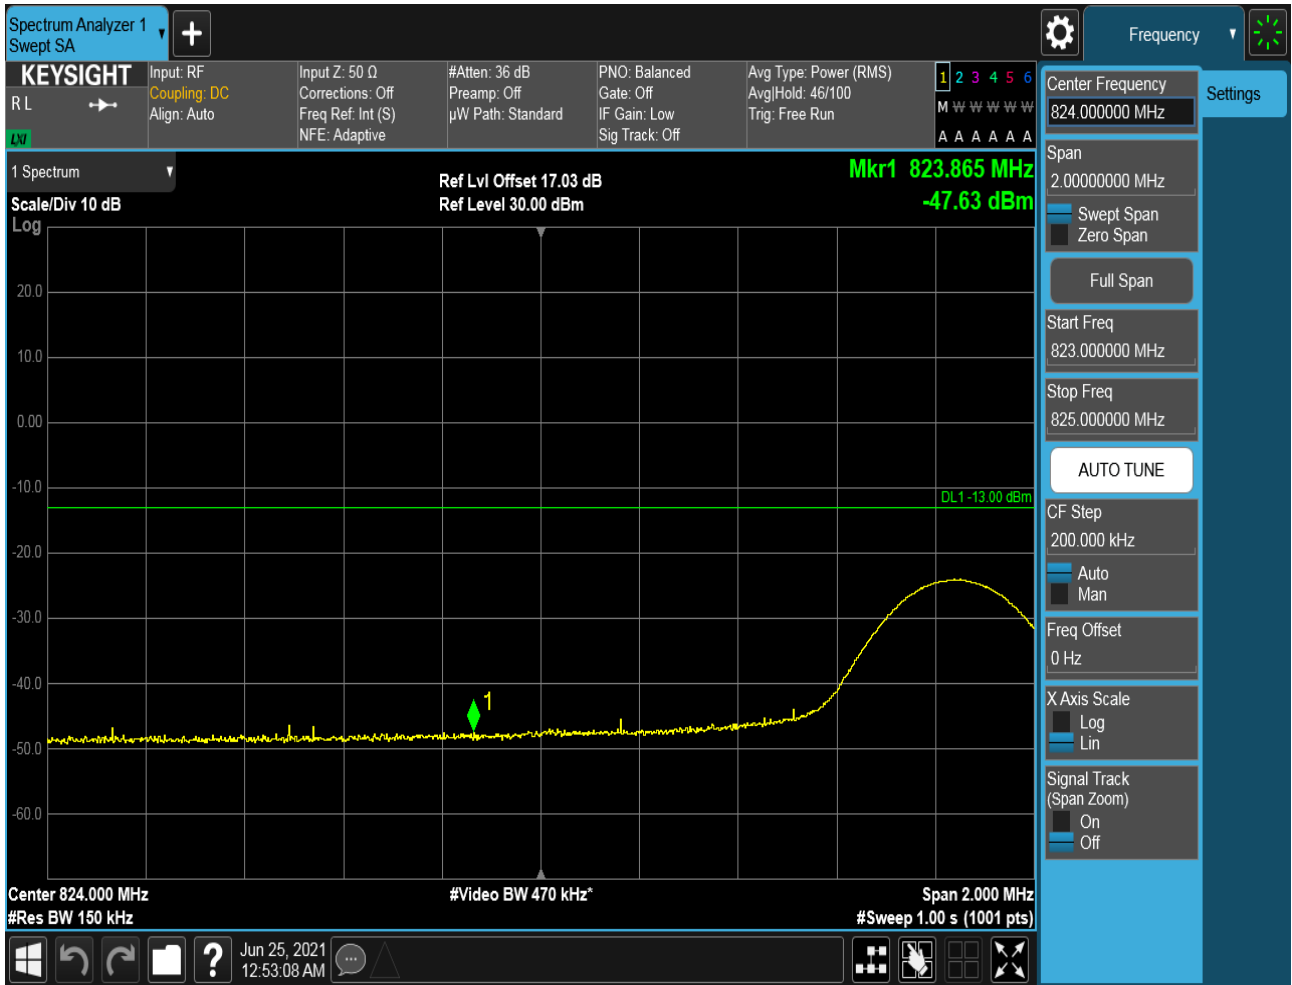 Spectrum Analyzer 1
Swept SA
Frequency
KEYSIGHT
R L
LXI
Input: RF
Coupling: DC
Align: Auto
Input Z: 50 Ω
Corrections: Off
Freq Ref: Int (S)
NFE: Adaptive
#Atten: 36 dB
Preamp: Off
µW Path: Standard
PNO: Balanced
Gate: Off
IF Gain: Low
Sig Track: Off
Avg Type: Power (RMS)
Avg|Hold: 46/100
Trig: Free Run
1 2 3 4 5 6
M W W W W W
A A A A A A
1 Spectrum
Scale/Div 10 dB
Log
Ref Lvl Offset 17.03 dB
Ref Level 30.00 dBm
Mkr1 823.865 MHz
-47.63 dBm
20.0
10.0
0.00
-10.0
DL1 -13.00 dBm
-20.0
-30.0
-40.0
1
-50.0
-60.0
Center 824.000 MHz
#Res BW 150 kHz
#Video BW 470 kHz*
Span 2.000 MHz
#Sweep 1.00 s (1001 pts)
Jun 25, 2021
12:53:08 AM
Center Frequency
824.000000 MHz
Settings
Span
2.00000000 MHz
Swept Span
Zero Span
Full Span
Start Freq
823.000000 MHz
Stop Freq
825.000000 MHz
AUTO TUNE
CF Step
200.000 kHz
Auto
Man
Freq Offset
0 Hz
X Axis Scale
Log
Lin
Signal Track
(Span Zoom)
On
Off